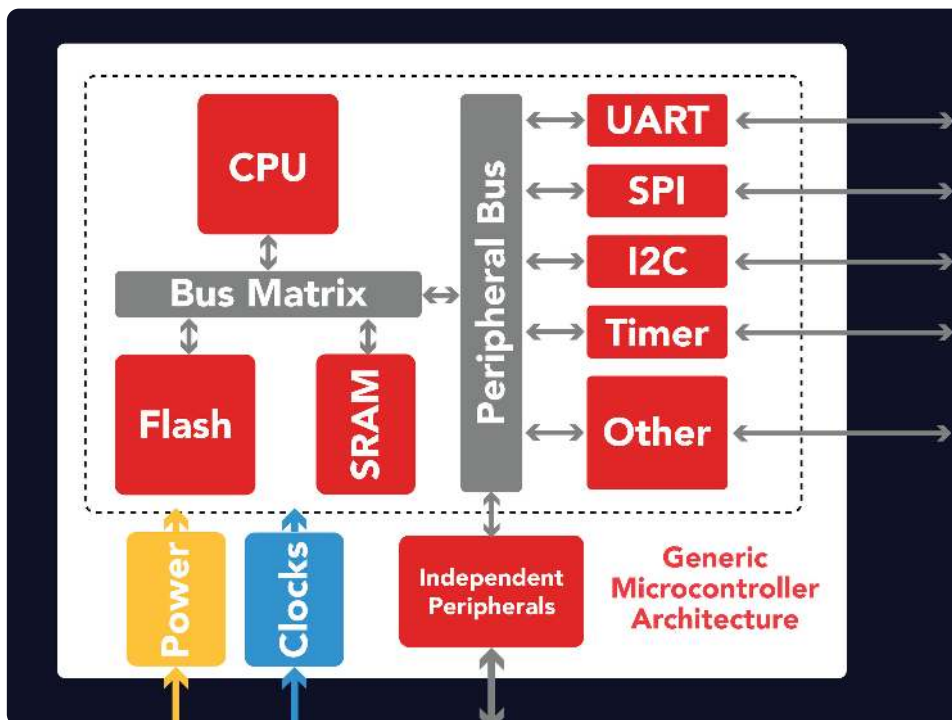 CPU
Bus Matrix
Flash
SRAM
Peripheral Bus
UART
SPI
I2C
Timer
Other
Power
Clocks
Independent
Peripherals
Generic
Microcontroller
Architecture